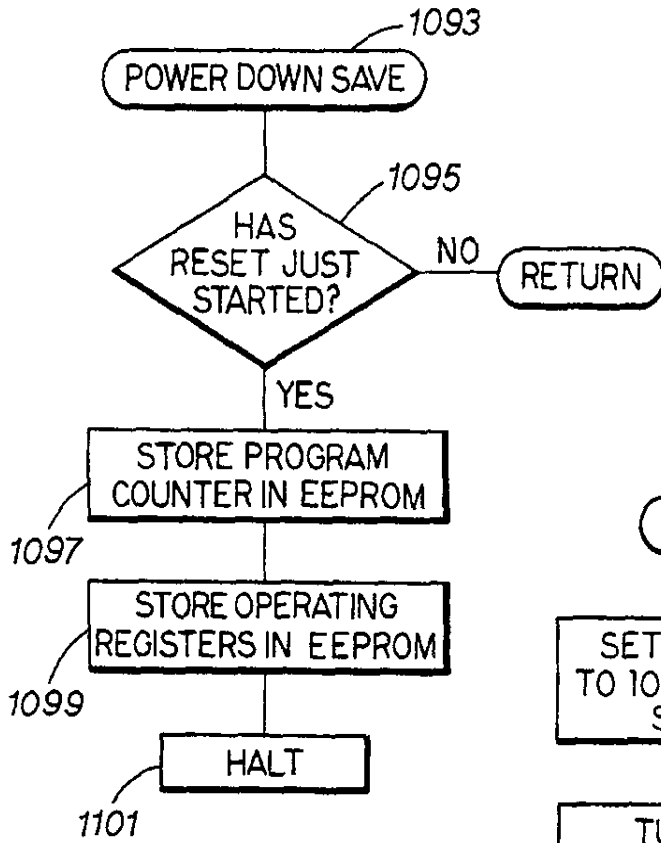 1093
POWER DOWN SAVE
1095
HAS
RESET JUST
STARTED?
NO
RETURN
YES
STORE PROGRAM
COUNTER IN EEPROM
1097
STORE OPERATING
REGISTERS IN EEPROM
1099
HALT
1101
SET
TO 10